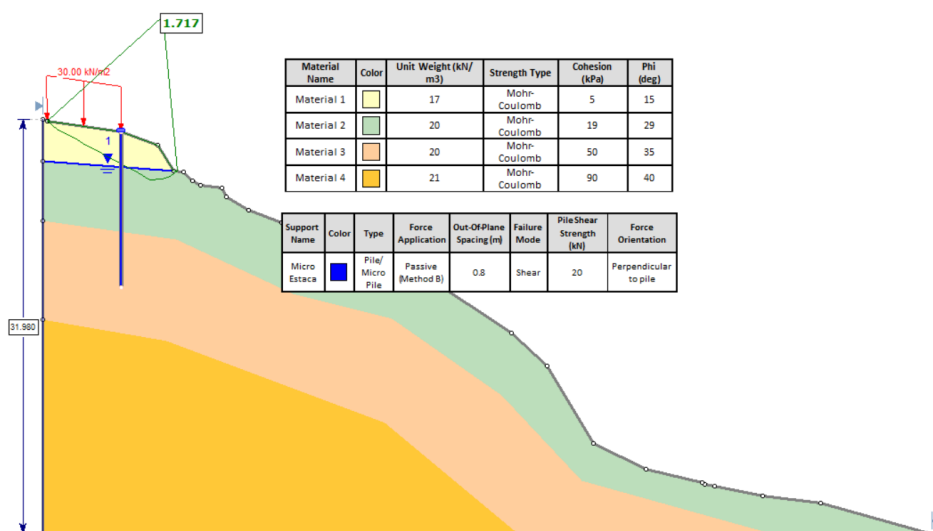 1.717
30.00 kN/m2
1
31.980
Material Name Color Unit Weight (kN/m3) Strength Type Cohesion (kPa) Phi (deg)
Material 1 17 Mohr-Coulomb 5 15
Material 2 20 Mohr-Coulomb 19 29
Material 3 20 Mohr-Coulomb 50 35
Material 4 21 Mohr-Coulomb 90 40
Support Name Color Type Force Application Out-Of-Plane Spacing (m) Failure Mode Pile Shear Strength (kN) Force Orientation
Micro Estaca Pile/ Micro Pile Passive (Method B) 0.8 Shear 20 Perpendicular to pile